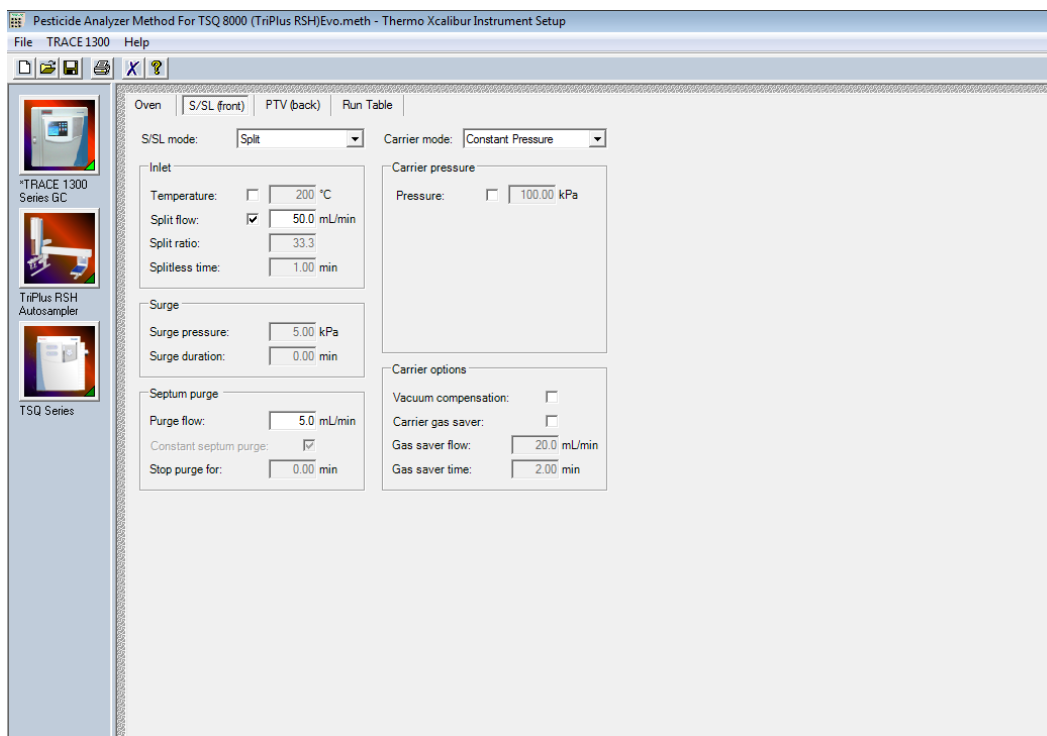 Pesticide Analyzer Method For TSQ 8000 (TriPlus RSH)Evo.meth - Thermo Xcalibur Instrument Setup
File TRACE1300 Help
Oven S/SL (front) PTV (back) Run Table
S/SL mode: Split Carrier mode: Constant Pressure
*TRACE 1300
Series GC
TriPlus RSH
Autosampler
TSQ Series
Inlet
Temperature: 200 °C
Split flow: 50.0 mL/min
Split ratio: 33.3
Splitless time: 1.00 min
Surge
Surge pressure: 5.00 kPa
Surge duration: 0.00 min
Septum purge
Purge flow: 5.0 mL/min
Constant septum purge:
Stop purge for: 0.00 min
Carrier pressure
Pressure: 100.00 kPa
Carrier options
Vacuum compensation:
Carrier gas saver:
Gas saver flow: 20.0 mL/min
Gas saver time: 2.00 min